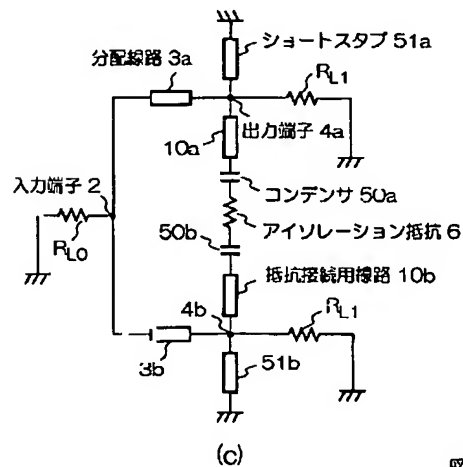 ショートスタブ 51a
分配線路 3a
RL1
出力端子 4a
10a
入力端子 2
コンデンサ 50a
アイソレーション抵抗 6
50b
RL0
抵抗接続用線路 10b
4b
RL1
3b
51b
(c)